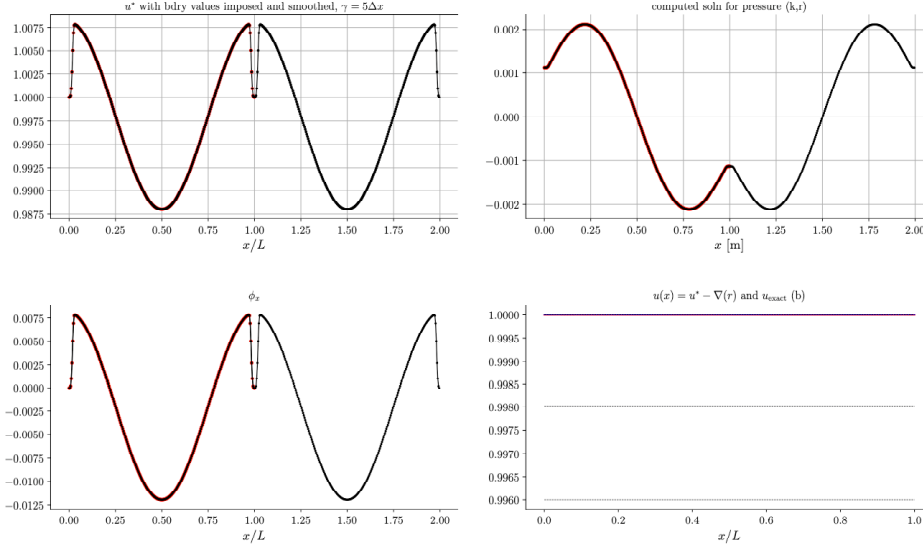 u* with bdry values imposed and smoothed, γ = 5Δx
1.0075
1.0050
1.0025
1.0000
0.9975
0.9950
0.9925
0.9900
0.9875
0.00 0.25 0.50 0.75 1.00 1.25 1.50 1.75 2.00
x/L
computed soln for pressure (k,r)
0.002
0.001
0.000
−0.001
−0.002
0.00 0.25 0.50 0.75 1.00 1.25 1.50 1.75 2.00
x [m]
ϕx
0.0075
0.0050
0.0025
0.0000
−0.0025
−0.0050
−0.0075
−0.0100
−0.0125
0.00 0.25 0.50 0.75 1.00 1.25 1.50 1.75 2.00
x/L
u(x) = u* − ∇(r) and uexact (b)
1.0000
0.9995
0.9990
0.9985
0.9980
0.9975
0.9970
0.9965
0.9960
0.0 0.2 0.4 0.6 0.8 1.0
x/L